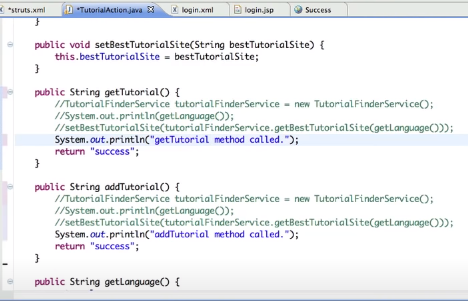 *struts.xml *TutorialAction.java login.xml login.jsp Success
}
public void setBestTutorialSite(String bestTutorialSite) {
this.bestTutorialSite = bestTutorialSite;
}
public String getTutorial() {
//TutorialFinderService tutorialFinderService = new TutorialFinderService();
//System.out.println(getLanguage());
//setBestTutorialSite(tutorialFinderService.getBestTutorialSite(getLanguage()));
System.out.println("getTutorial method called.");
return "success";
}
public String addTutorial() {
//TutorialFinderService tutorialFinderService = new TutorialFinderService();
//System.out.println(getLanguage());
//setBestTutorialSite(tutorialFinderService.getBestTutorialSite(getLanguage()));
System.out.println("addTutorial method called.");
return "success";
}
public String getLanguage() {